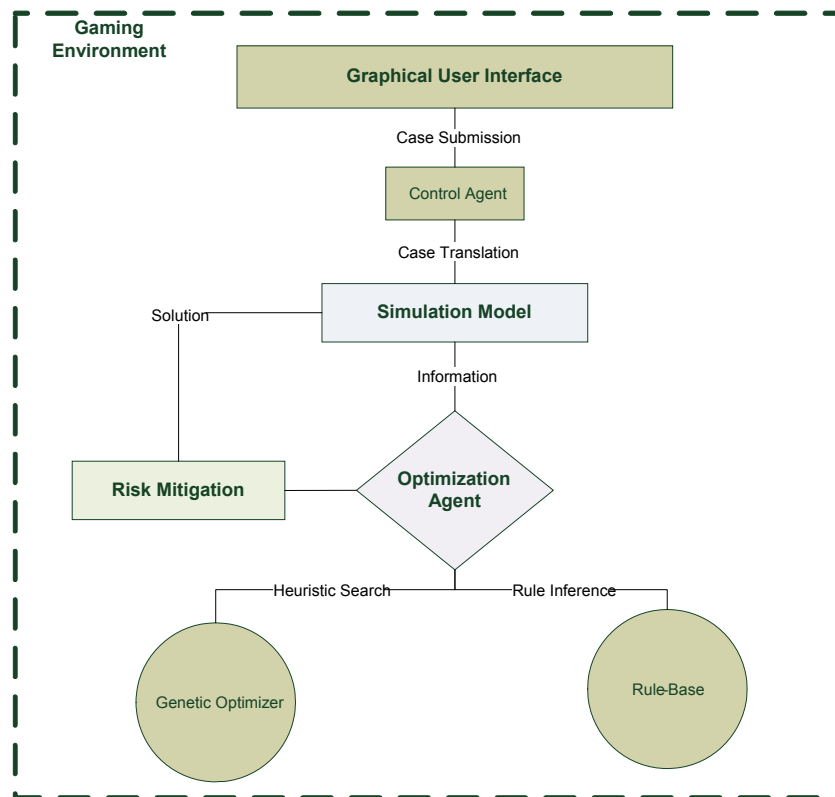 Gaming
Environment
Graphical User Interface
Case Submission
Control Agent
Case Translation
Simulation Model
Solution
Information
Risk Mitigation
Optimization
Agent
Heuristic Search
Rule Inference
Genetic Optimizer
Rule-Base